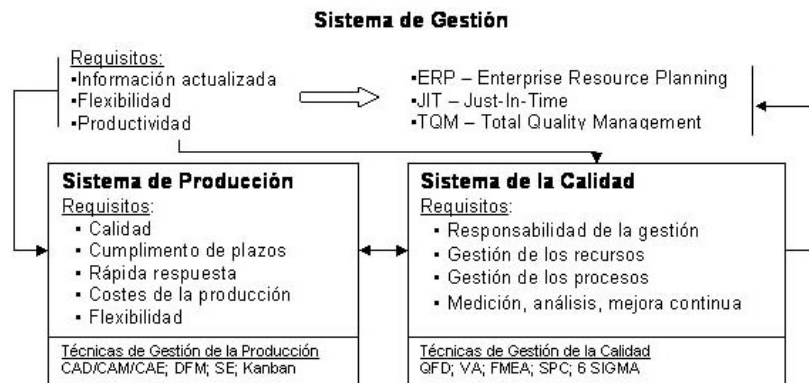 Sistema de Gestión
Requisitos:
▪Información actualizada
▪Flexibilidad
▪Productividad
▪ERP – Enterprise Resource Planning
▪JIT – Just-In-Time
▪TQM – Total Quality Management
Sistema de Producción
Requisitos:
▪ Calidad
▪ Cumplimento de plazos
▪ Rápida respuesta
▪ Costes de la producción
▪ Flexibilidad
Técnicas de Gestión de la Producción
CAD/CAM/CAE; DFM; SE; Kanban
Sistema de la Calidad
Requisitos:
▪ Responsabilidad de la gestión
▪ Gestión de los recursos
▪ Gestión de los procesos
▪ Medición, análisis, mejora continua
Técnicas de Gestión de la Calidad
QFD; VA; FMEA; SPC; 6 SIGMA